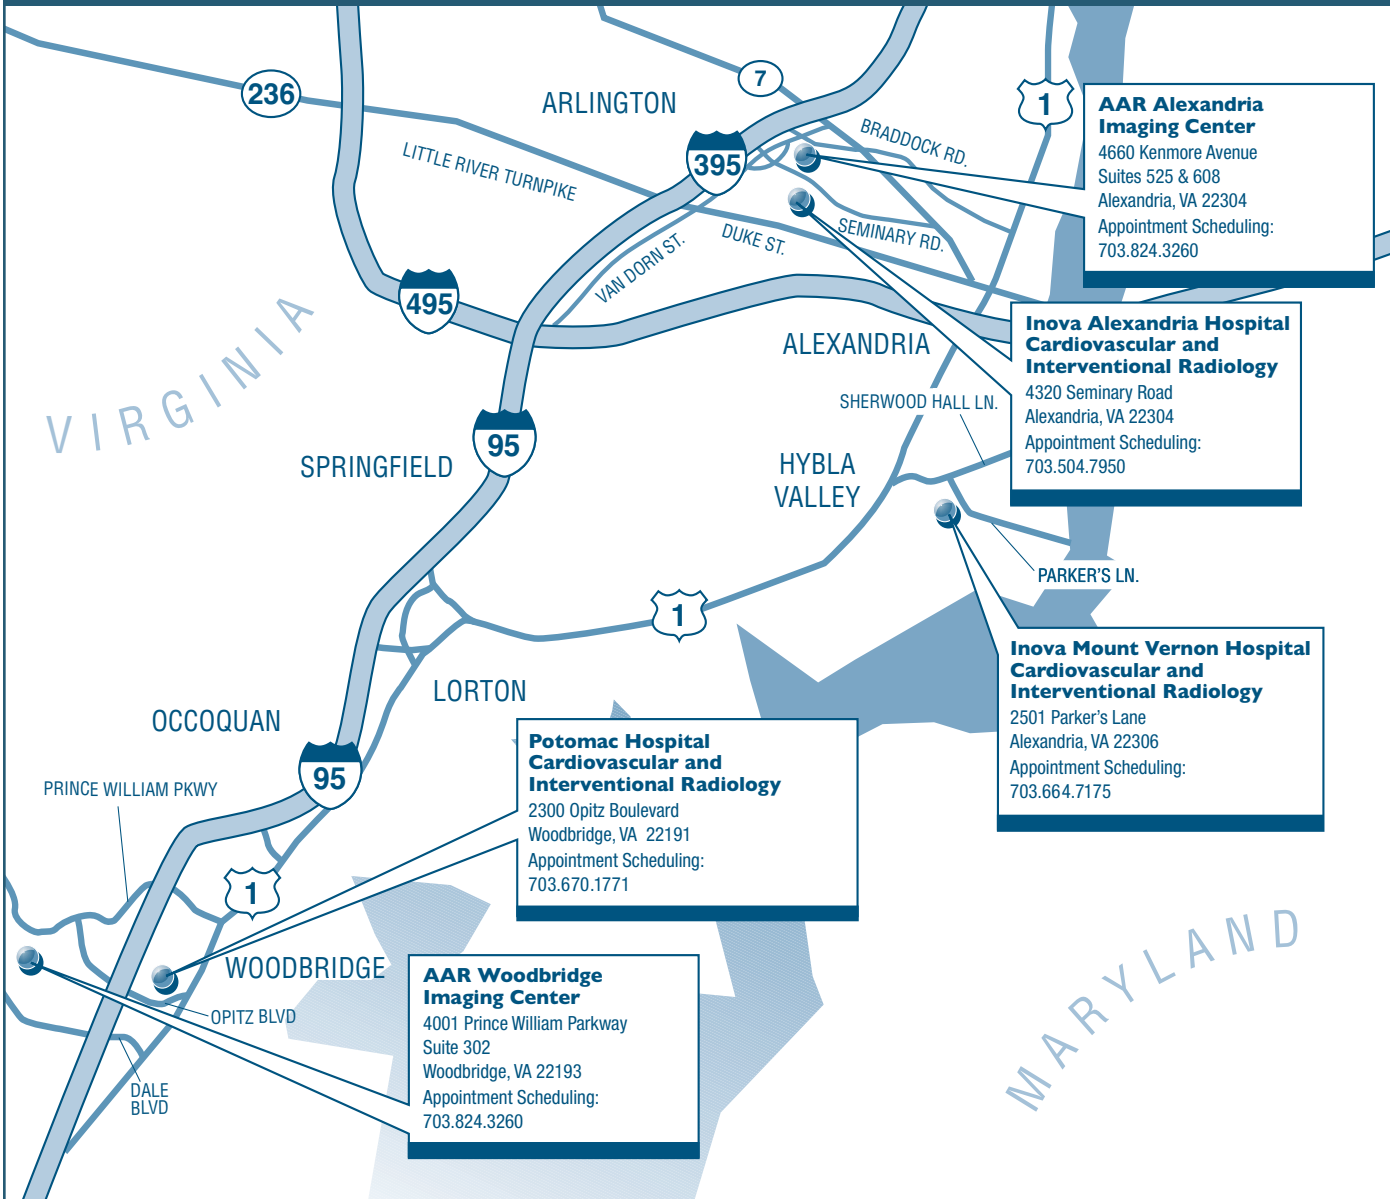 236
7
1
ARLINGTON
395
BRADDOCK RD.
LITTLE RIVER TURNPIKE
AAR Alexandria
Imaging Center
4660 Kenmore Avenue
Suites 525 & 608
Alexandria, VA 22304
Appointment Scheduling:
703.824.3260
SEMINARY RD.
DUKE ST.
VAN DORN ST.
495
VIRGINIA
ALEXANDRIA
Inova Alexandria Hospital
Cardiovascular and
Interventional Radiology
4320 Seminary Road
Alexandria, VA 22304
Appointment Scheduling:
703.504.7950
SHERWOOD HALL LN.
95
SPRINGFIELD
HYBLA
VALLEY
PARKER'S LN.
1
Inova Mount Vernon Hospital
Cardiovascular and
Interventional Radiology
2501 Parker's Lane
Alexandria, VA 22306
Appointment Scheduling:
703.664.7175
LORTON
OCCOQUAN
Potomac Hospital
Cardiovascular and
Interventional Radiology
2300 Opitz Boulevard
Woodbridge, VA 22191
Appointment Scheduling:
703.670.1771
95
PRINCE WILLIAM PKWY
1
WOODBRIDGE
AAR Woodbridge
Imaging Center
4001 Prince William Parkway
Suite 302
Woodbridge, VA 22193
Appointment Scheduling:
703.824.3260
OPITZ BLVD
DALE
BLVD
MARYLAND